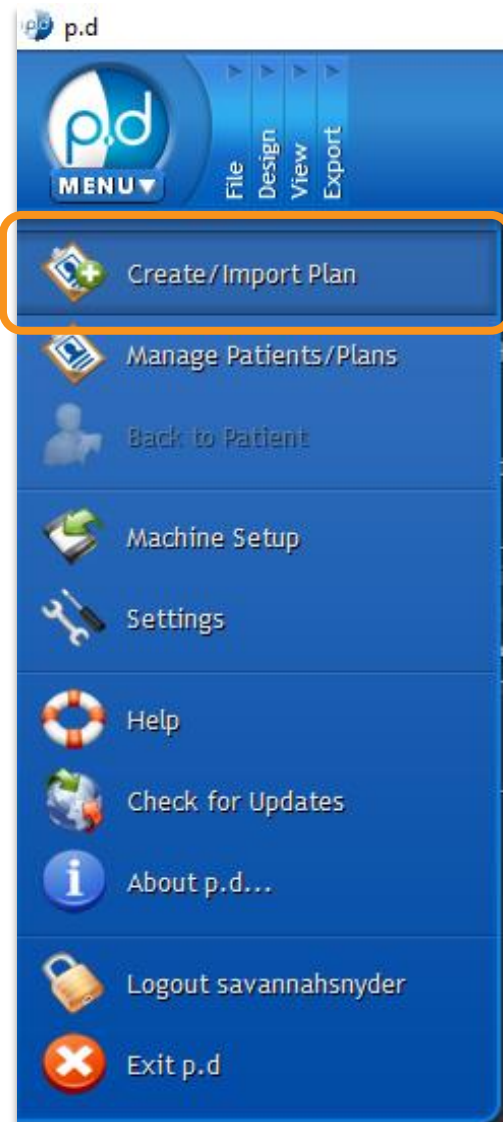 p.d
p.d
MENU
File
Design
View
Export
Create/Import Plan
Manage Patients/Plans
Back to Patient
Machine Setup
Settings
Help
Check for Updates
About p.d...
Logout savannahsnyder
Exit p.d